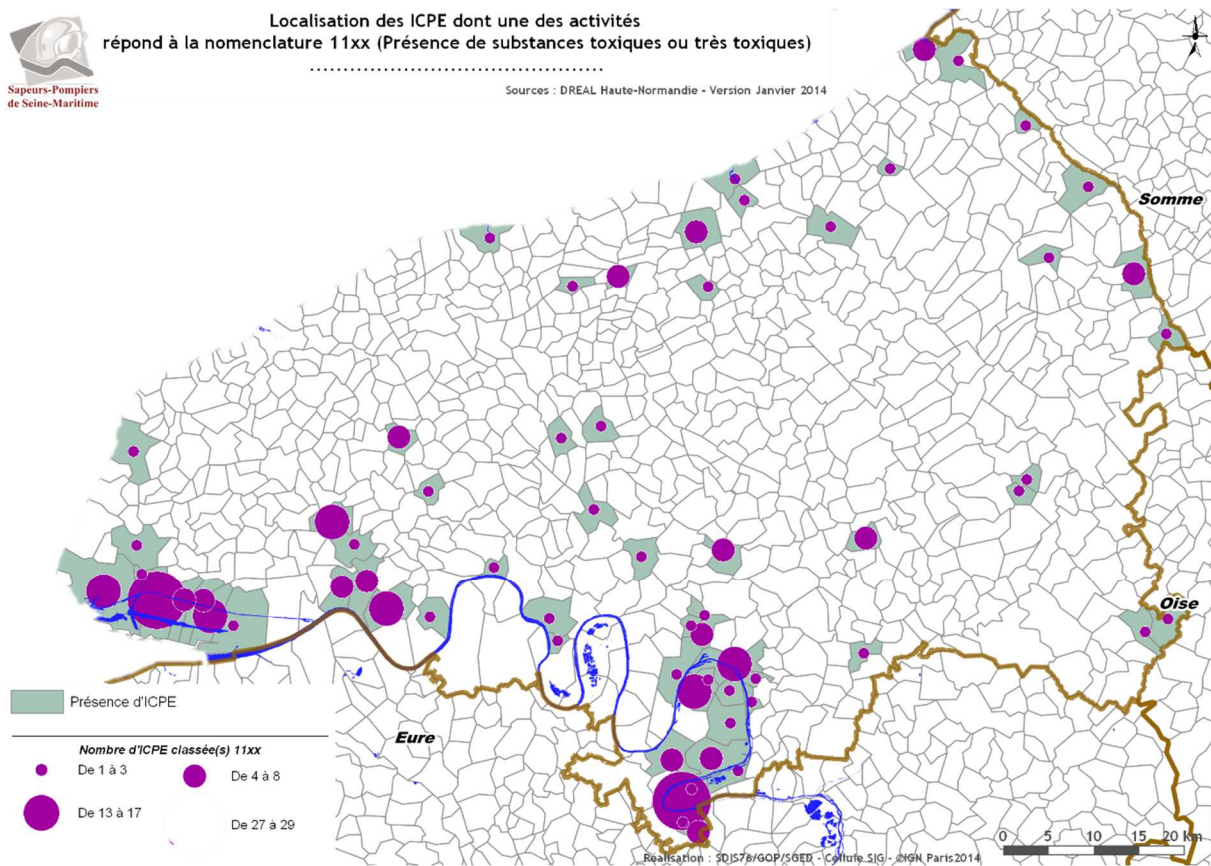 Localisation des ICPE dont une des activités
répond à la nomenclature 11xx (Présence de substances toxiques ou très toxiques)
Sources : DREAL Haute-Normandie - Version Janvier 2014
Sapeurs-Pompiers
de Seine-Maritime
Somme
Oise
Eure
Présence d'ICPE
Nombre d'ICPE classée(s) 11xx
De 1 à 3
De 4 à 8
De 13 à 17
De 27 à 29
0 5 10 15 20 km
Réalisation : SDIS76/GOP/SGED - Cellule SIG - ©IGN Paris2014